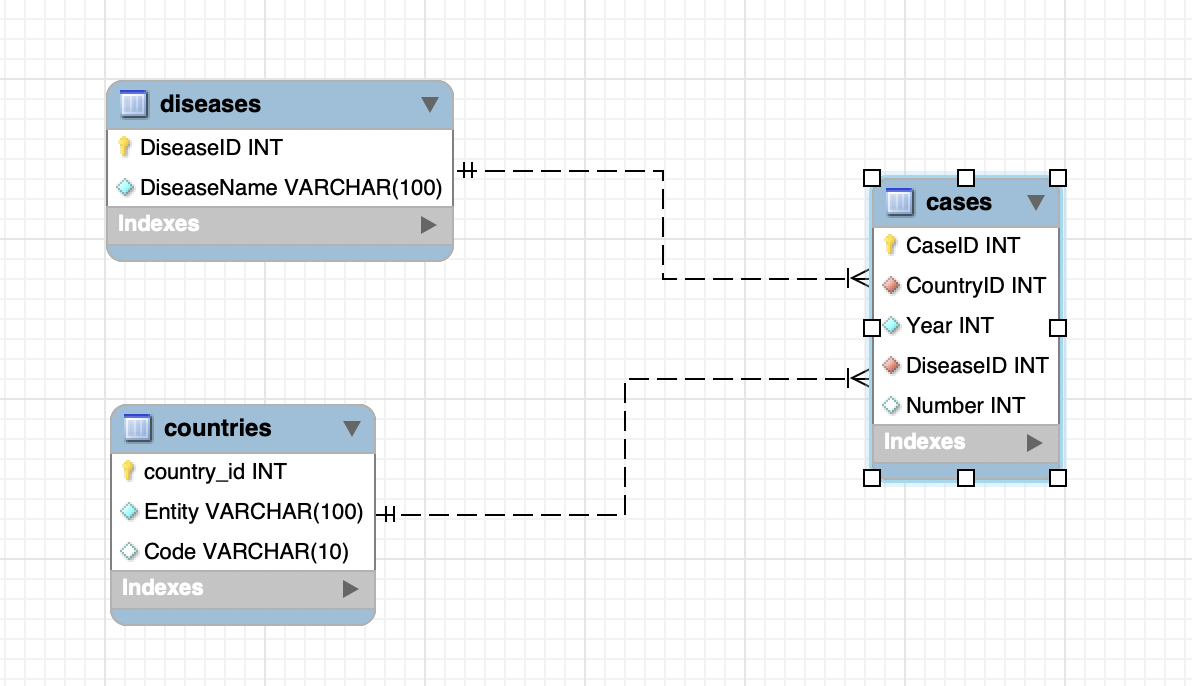 diseases
DiseaseID INT
DiseaseName VARCHAR(100)
Indexes
countries
country_id INT
Entity VARCHAR(100)
Code VARCHAR(10)
Indexes
cases
CaseID INT
CountryID INT
Year INT
DiseaseID INT
Number INT
Indexes